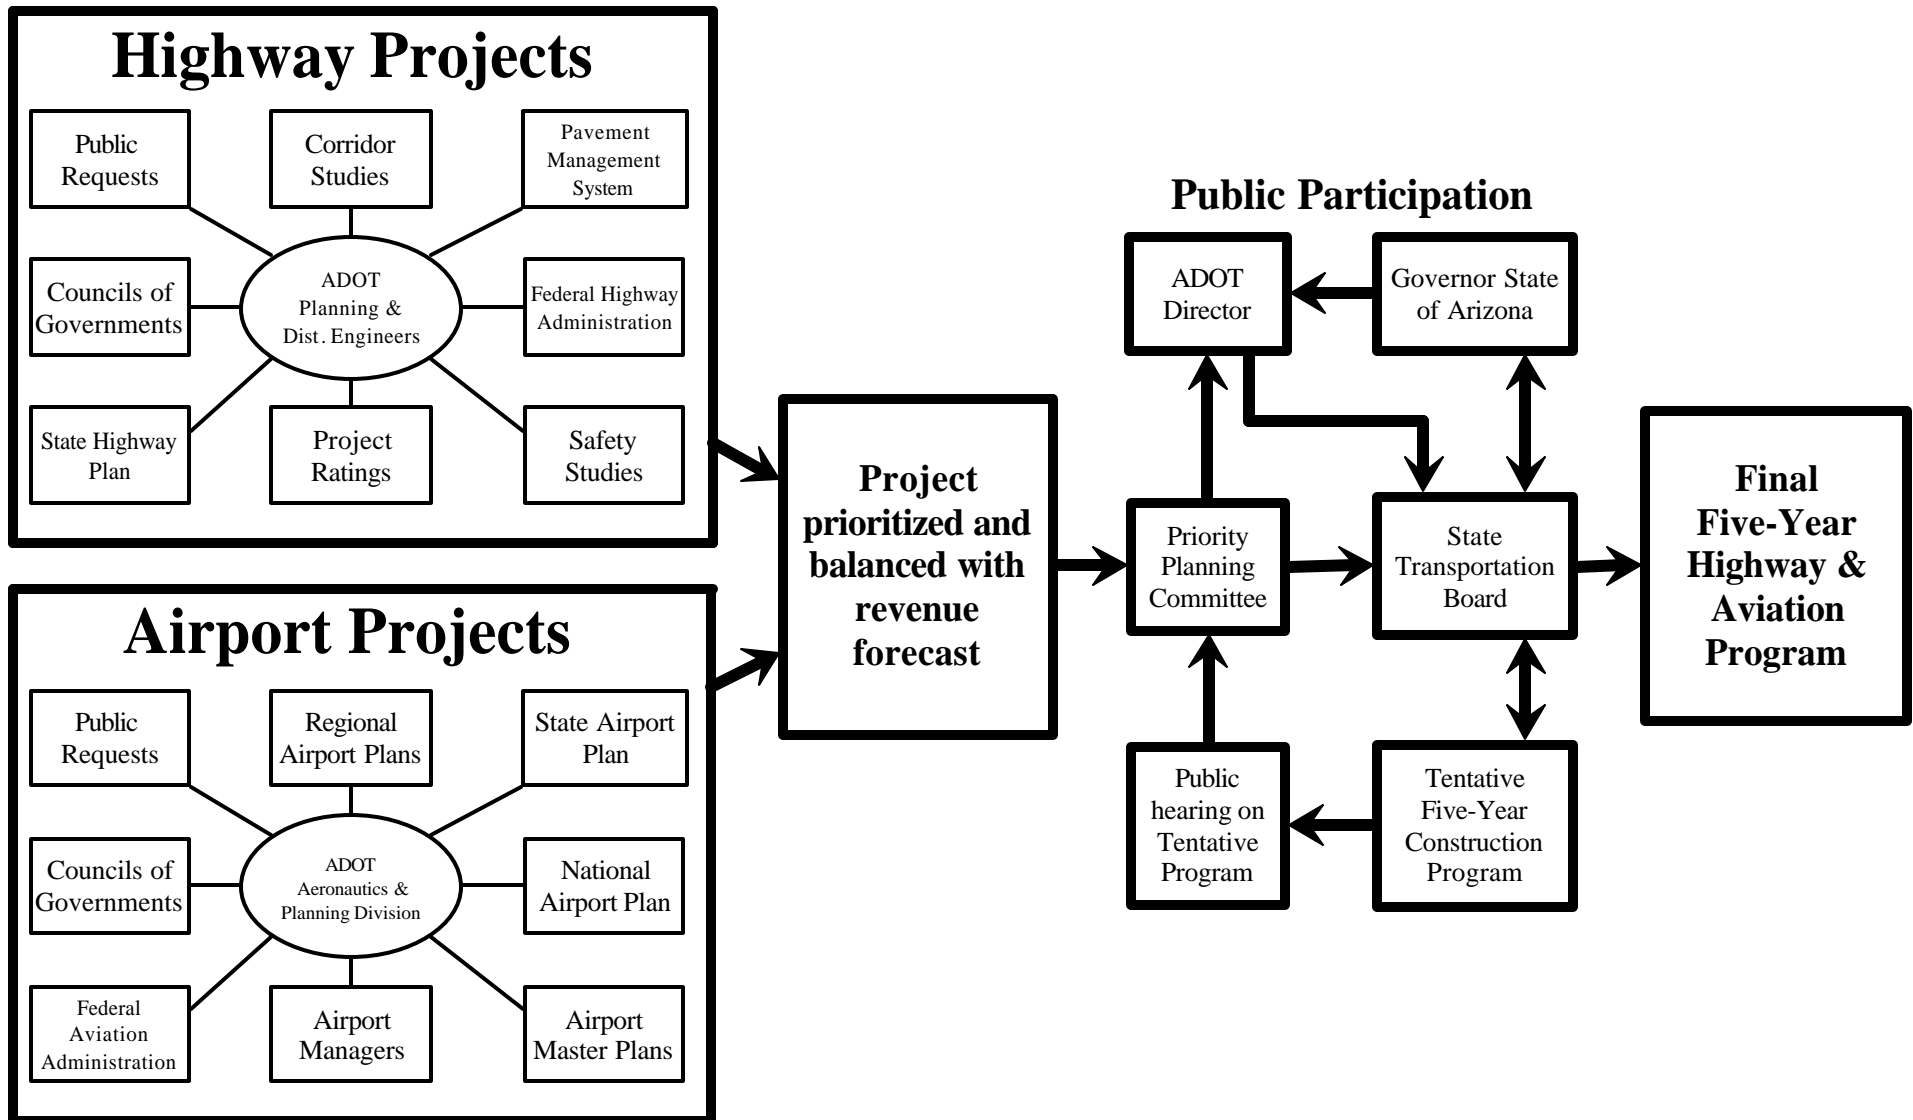 Highway Projects
Public
Requests
Corridor
Studies
Pavement
Management
System
Councils of
Governments
ADOT
Planning &
Dist. Engineers
Federal Highway
Administration
State Highway
Plan
Project
Ratings
Safety
Studies
Airport Projects
Public
Requests
Regional
Airport Plans
State Airport
Plan
Councils of
Governments
ADOT
Aeronautics &
Planning Division
National
Airport Plan
Federal
Aviation
Administration
Airport
Managers
Airport
Master Plans
Project
prioritized and
balanced with
revenue
forecast
Public Participation
ADOT
Director
Governor State
of Arizona
Priority
Planning
Committee
State
Transportation
Board
Public
hearing on
Tentative
Program
Tentative
Five-Year
Construction
Program
Final
Five-Year
Highway &
Aviation
Program